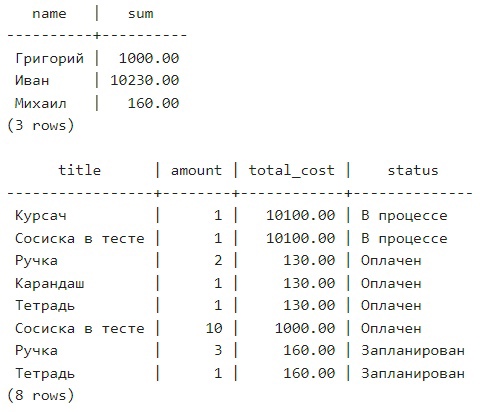 name | sum
----------+----------
Григорий | 1000.00
Иван | 10230.00
Михаил | 160.00
(3 rows)
title | amount | total_cost | status
-----------------+--------+------------+-------------
Курсач | 1 | 10100.00 | В процессе
Сосиска в тесте | 1 | 10100.00 | В процессе
Ручка | 2 | 130.00 | Оплачен
Карандаш | 1 | 130.00 | Оплачен
Тетрадь | 1 | 130.00 | Оплачен
Сосиска в тесте | 10 | 1000.00 | Оплачен
Ручка | 3 | 160.00 | Запланирован
Тетрадь | 1 | 160.00 | Запланирован
(8 rows)